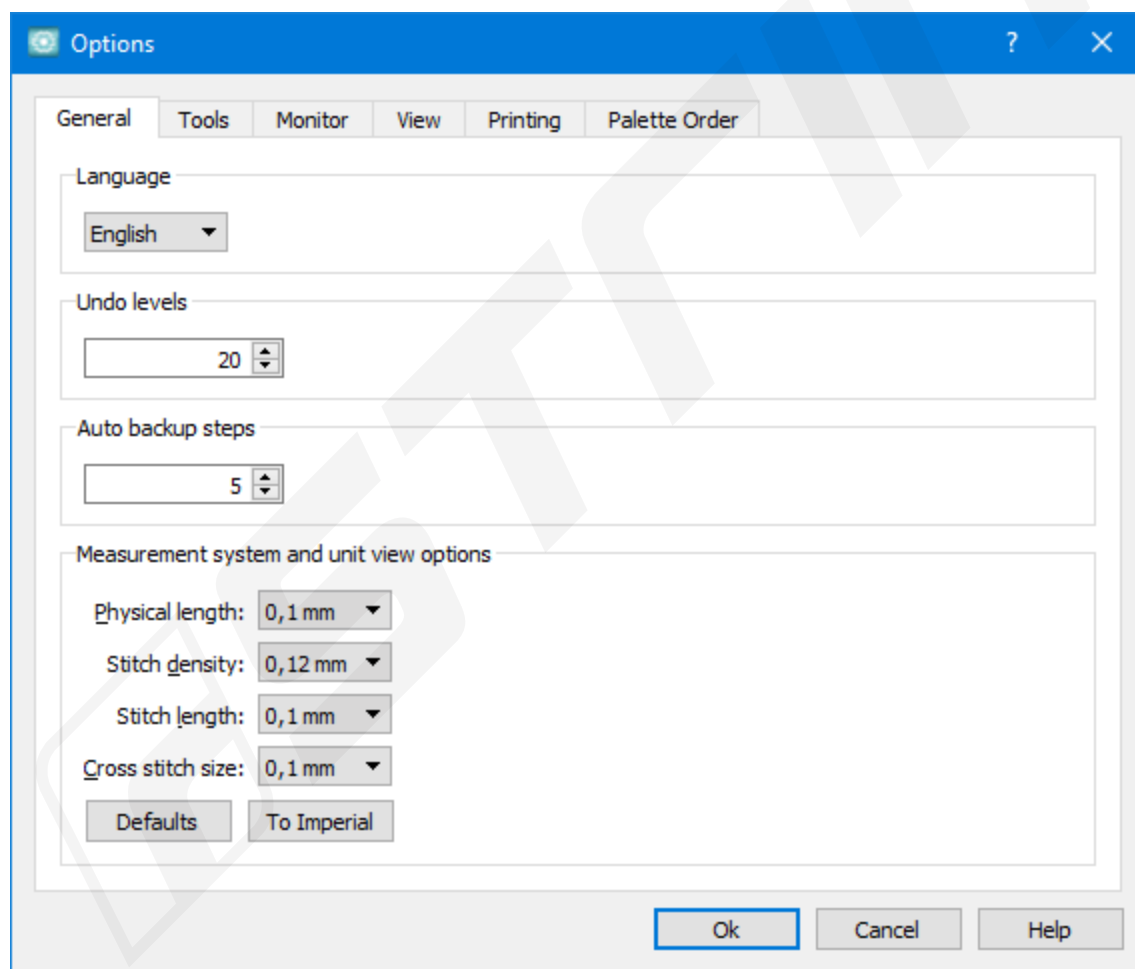 Options ?
General Tools Monitor View Printing Palette Order
Language
English
Undo levels
20
Auto backup steps
5
Measurement system and unit view options
Physical length: 0,1 mm
Stitch density: 0,12 mm
Stitch length: 0,1 mm
Cross stitch size: 0,1 mm
Defaults To Imperial
Ok Cancel Help